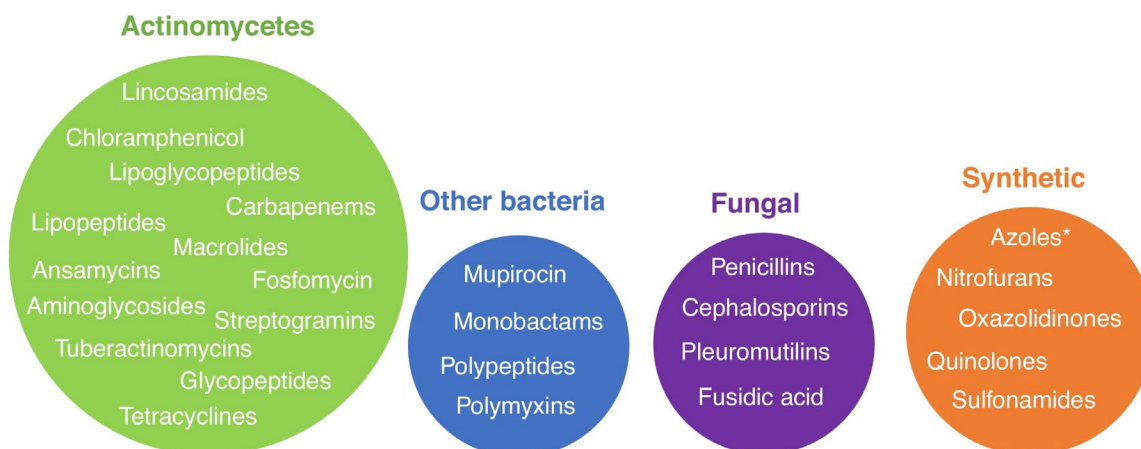 Actinomycetes
Lincosamides
Chloramphenicol
Lipoglycopeptides
Carbapenems
Lipopeptides
Macrolides
Ansamycins
Fosfomycin
Aminoglycosides
Streptogramins
Tuberactinomycins
Glycopeptides
Tetracyclines
Other bacteria
Mupirocin
Monobactams
Polypeptides
Polymyxins
Fungal
Penicillins
Cephalosporins
Pleuromutilins
Fusidic acid
Synthetic
Azoles*
Nitrofurans
Oxazolidinones
Quinolones
Sulfonamides